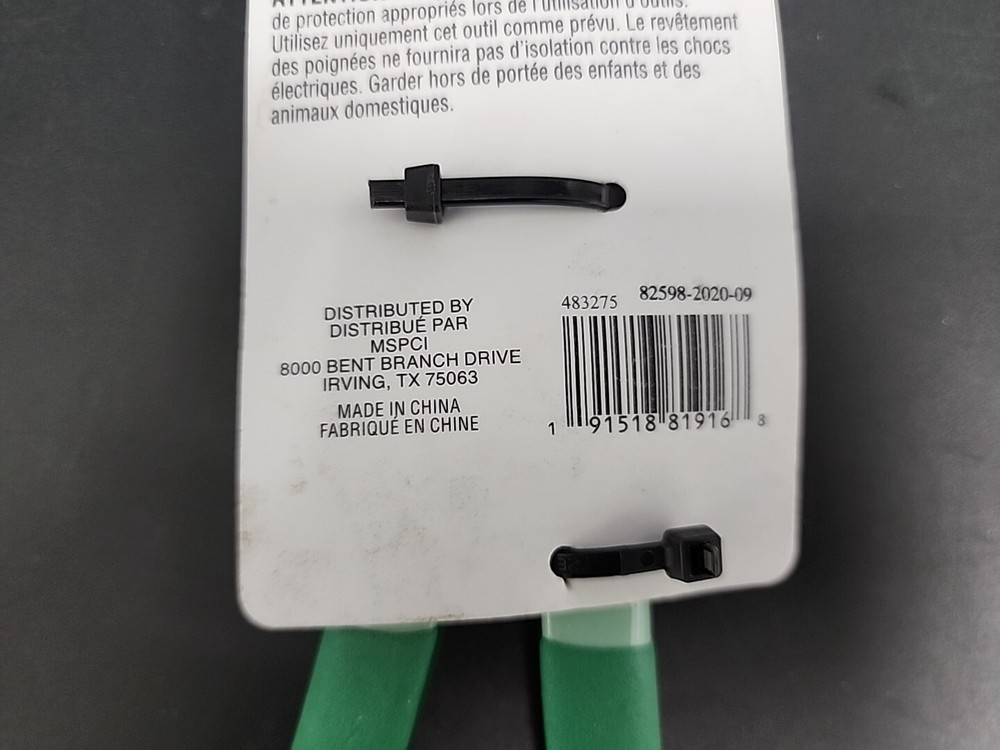 de protection appropriés lors de l'utilisation d'outils.
Utilisez uniquement cet outil comme prévu. Le revêtement
des poignées ne fournira pas d'isolation contre les chocs
électriques. Garder hors de portée des enfants et des
animaux domestiques.
DISTRIBUTED BY
DISTRIBUÉ PAR
MSPCI
8000 BENT BRANCH DRIVE
IRVING, TX 75063
MADE IN CHINA
FABRIQUÉ EN CHINE
483275 82598-2020-09
1 91518 81916 8